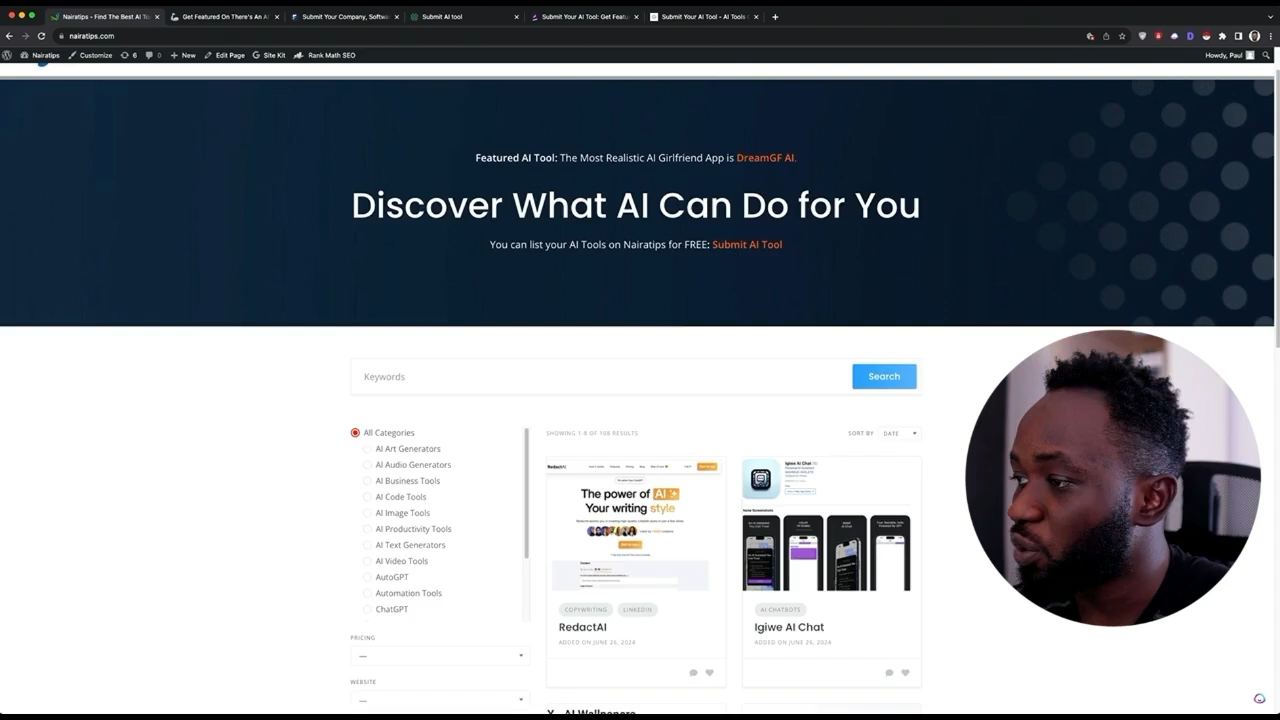 Nairatips - Find The Best AI To
Get Featured On There's An AI
Submit Your Company, Softwa
Submit AI tool
Submit Your AI Tool: Get Featu
Submit Your AI Tool - AI Tools
nairatips.com
Nairatips
Customize
6
0
New
Edit Page
Site Kit
Rank Math SEO
Howdy, Paul
Featured AI Tool: The Most Realistic AI Girlfriend App is DreamGF AI.
Discover What AI Can Do for You
You can list your AI Tools on Nairatips for FREE: Submit AI Tool
Keywords
Search
All Categories
AI Art Generators
AI Audio Generators
AI Business Tools
AI Code Tools
AI Image Tools
AI Productivity Tools
AI Text Generators
AI Video Tools
AutoGPT
Automation Tools
ChatGPT
PRICING
—
WEBSITE
—
SHOWING 1-8 OF 108 RESULTS
SORT BY
DATE
RedactAI
The power of AI
Your writing style
COPYWRITING
LINKEDIN
RedactAI
ADDED ON JUNE 26, 2024
Igiwe AI Chat
AI CHATBOTS
Igiwe AI Chat
ADDED ON JUNE 26, 2024